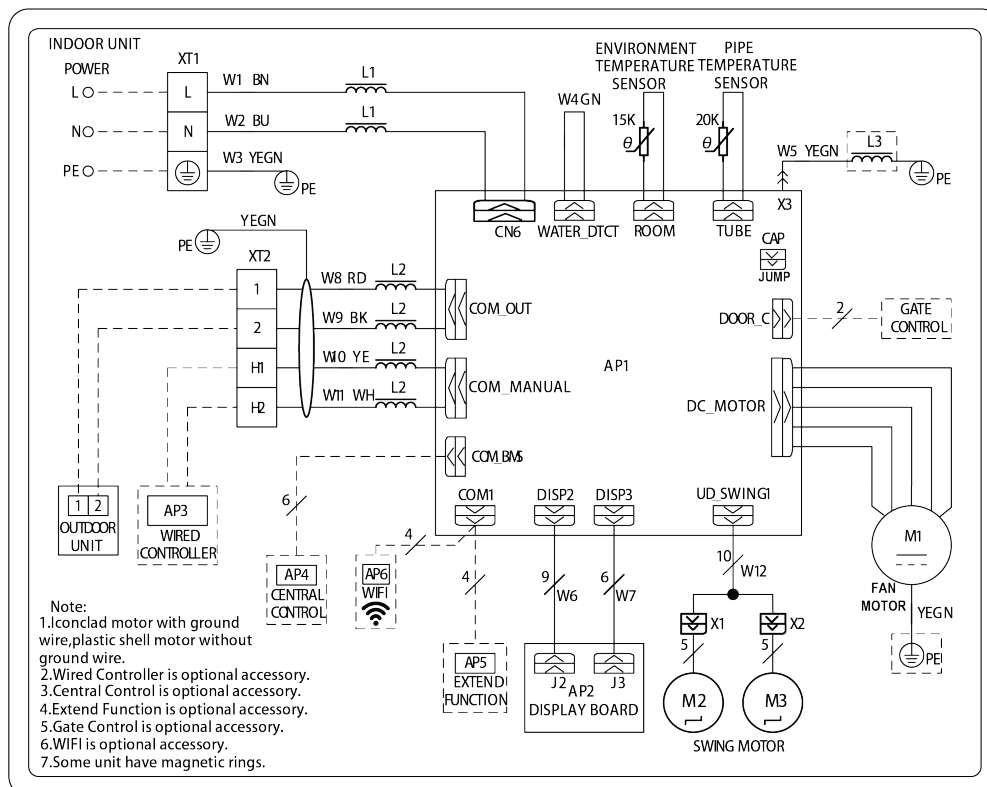 INDOOR UNIT
POWER
XT1
L
L
W1 BN
L1
N
N
W2 BU
L1
PE
W3 YEGN
PE
ENVIRONMENT
TEMPERATURE
SENSOR
PIPE
TEMPERATURE
SENSOR
W4GN
15K
θ
20K
θ
W5 YEGN
L3
PE
X3
CN6
WATER_DTCT
ROOM
TUBE
CAP
JUMP
YEGN
PE
XT2
1
W8 RD
L2
2
W9 BK
L2
H1
W10 YE
L2
H2
W11 WH
L2
COM_OUT
COM_MANUAL
COM_BMS
AP1
DOOR_C
2
GATE
CONTROL
DC_MOTOR
COM1
DISP2
DISP3
UD_SWING1
1 2
OUTDOOR
UNIT
AP3
WIRED
CONTROLLER
6
AP4
CENTRAL
CONTROL
4
AP6
WIFI
4
AP5
EXTEND
FUNCTION
9
W6
6
W7
J2
J3
AP2
DISPLAY BOARD
10
W12
X1
X2
5
5
M2
M3
SWING MOTOR
M1
FAN
MOTOR
YEGN
PE
Note:
1.Iconclad motor with ground
wire,plastic shell motor without
ground wire.
2.Wired Controller is optional accessory.
3.Central Control is optional accessory.
4.Extend Function is optional accessory.
5.Gate Control is optional accessory.
6.WIFI is optional accessory.
7.Some unit have magnetic rings.